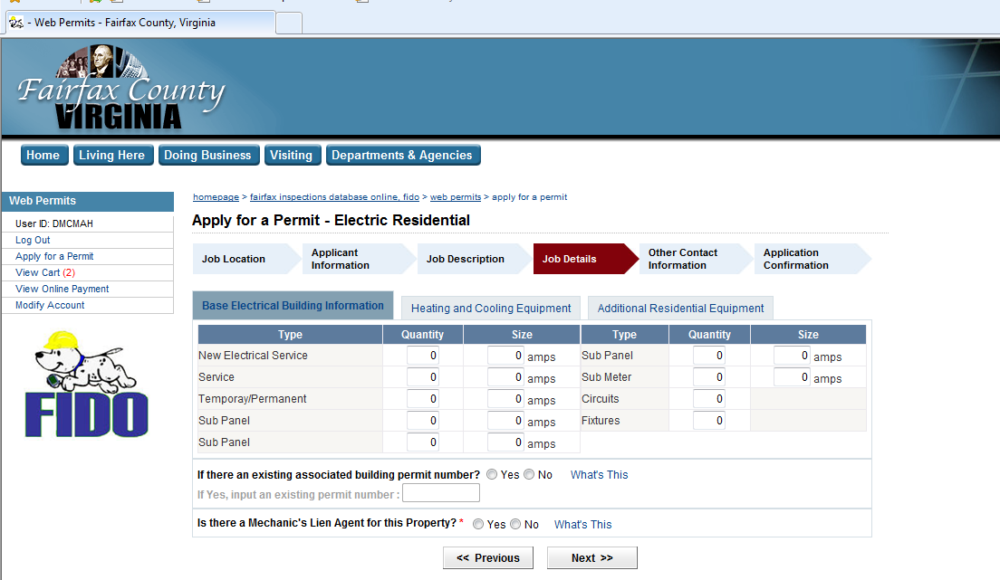 - Web Permits - Fairfax County, Virginia
Fairfax County
VIRGINIA
Home Living Here Doing Business Visiting Departments & Agencies
Web Permits
User ID: DMCMAH
Log Out
Apply for a Permit
View Cart (2)
View Online Payment
Modify Account
FIDO
homepage > fairfax inspections database online, fido > web permits > apply for a permit
Apply for a Permit - Electric Residential
Job Location
Applicant Information
Job Description
Job Details
Other Contact Information
Application Confirmation
Base Electrical Building Information Heating and Cooling Equipment Additional Residential Equipment
Type Quantity Size Type Quantity Size
New Electrical Service 0 0 amps Sub Panel 0 0 amps
Service 0 0 amps Sub Meter 0 0 amps
Temporay/Permanent 0 0 amps Circuits 0
Sub Panel 0 0 amps Fixtures 0
Sub Panel 0 0 amps
If there an existing associated building permit number? Yes No What's This
If Yes, input an existing permit number :
Is there a Mechanic's Lien Agent for this Property? * Yes No What's This
<< Previous Next >>